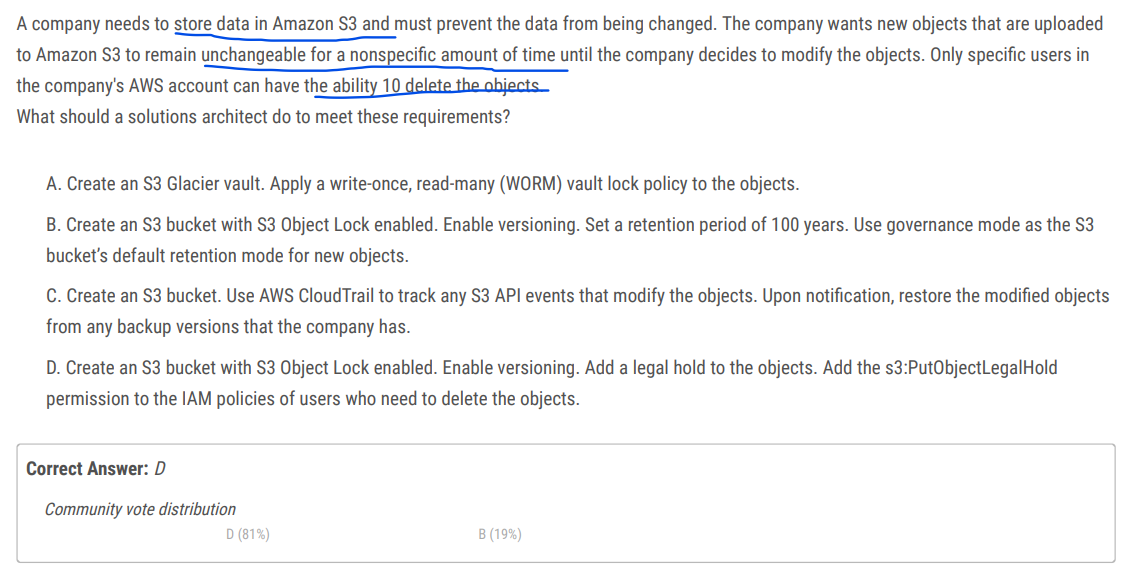 A company needs to store data in Amazon S3 and must prevent the data from being changed. The company wants new objects that are uploaded
to Amazon S3 to remain unchangeable for a nonspecific amount of time until the company decides to modify the objects. Only specific users in
the company's AWS account can have the ability 10 delete the objects.
What should a solutions architect do to meet these requirements?
A. Create an S3 Glacier vault. Apply a write-once, read-many (WORM) vault lock policy to the objects.
B. Create an S3 bucket with S3 Object Lock enabled. Enable versioning. Set a retention period of 100 years. Use governance mode as the S3
bucket's default retention mode for new objects.
C. Create an S3 bucket. Use AWS CloudTrail to track any S3 API events that modify the objects. Upon notification, restore the modified objects
from any backup versions that the company has.
D. Create an S3 bucket with S3 Object Lock enabled. Enable versioning. Add a legal hold to the objects. Add the s3:PutObjectLegalHold
permission to the IAM policies of users who need to delete the objects.
Correct Answer: D
Community vote distribution
D (81%) B (19%)